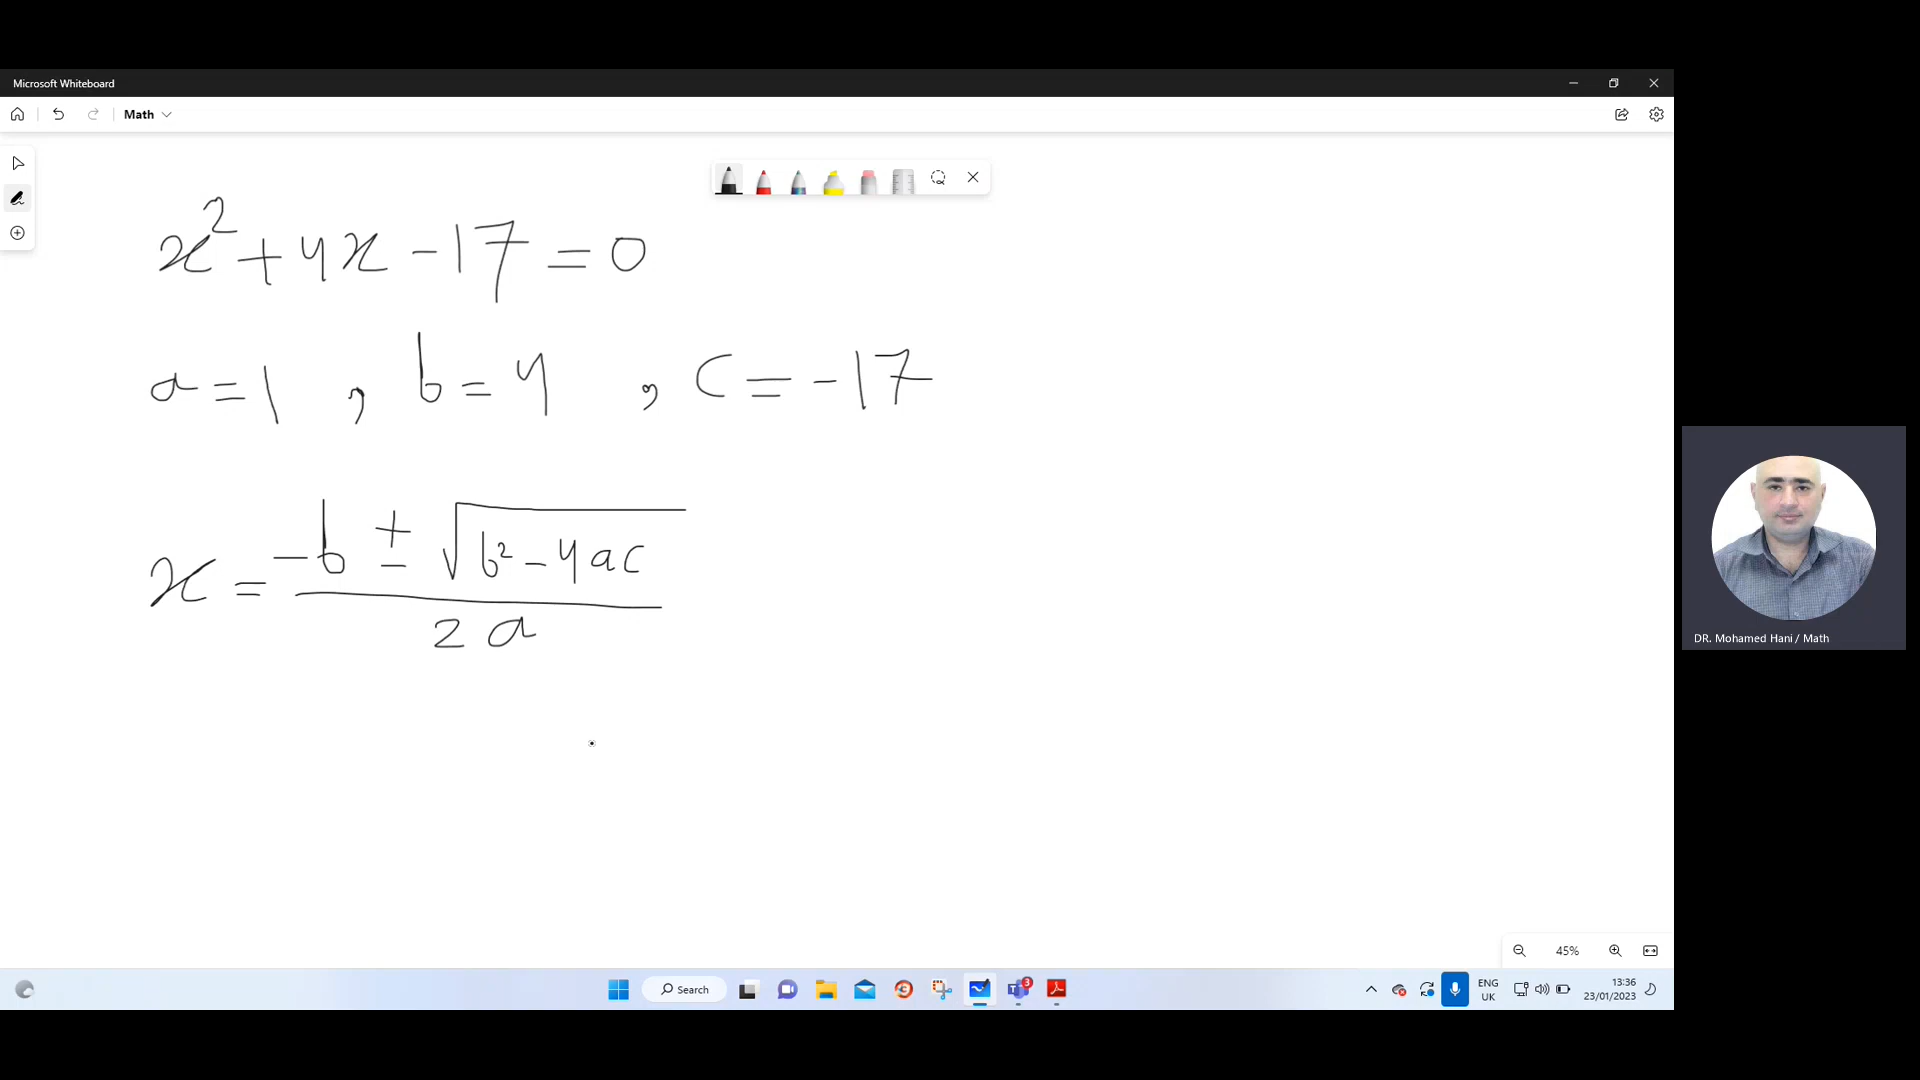 Microsoft Whiteboard
Math
x² + 4x - 17 = 0
a = 1 , b = 4 , c = -17
x = (-b ± √(b² - 4ac)) / 2a
DR. Mohamed Hani / Math
45%
Search
3
ENG
UK
13:36
23/01/2023